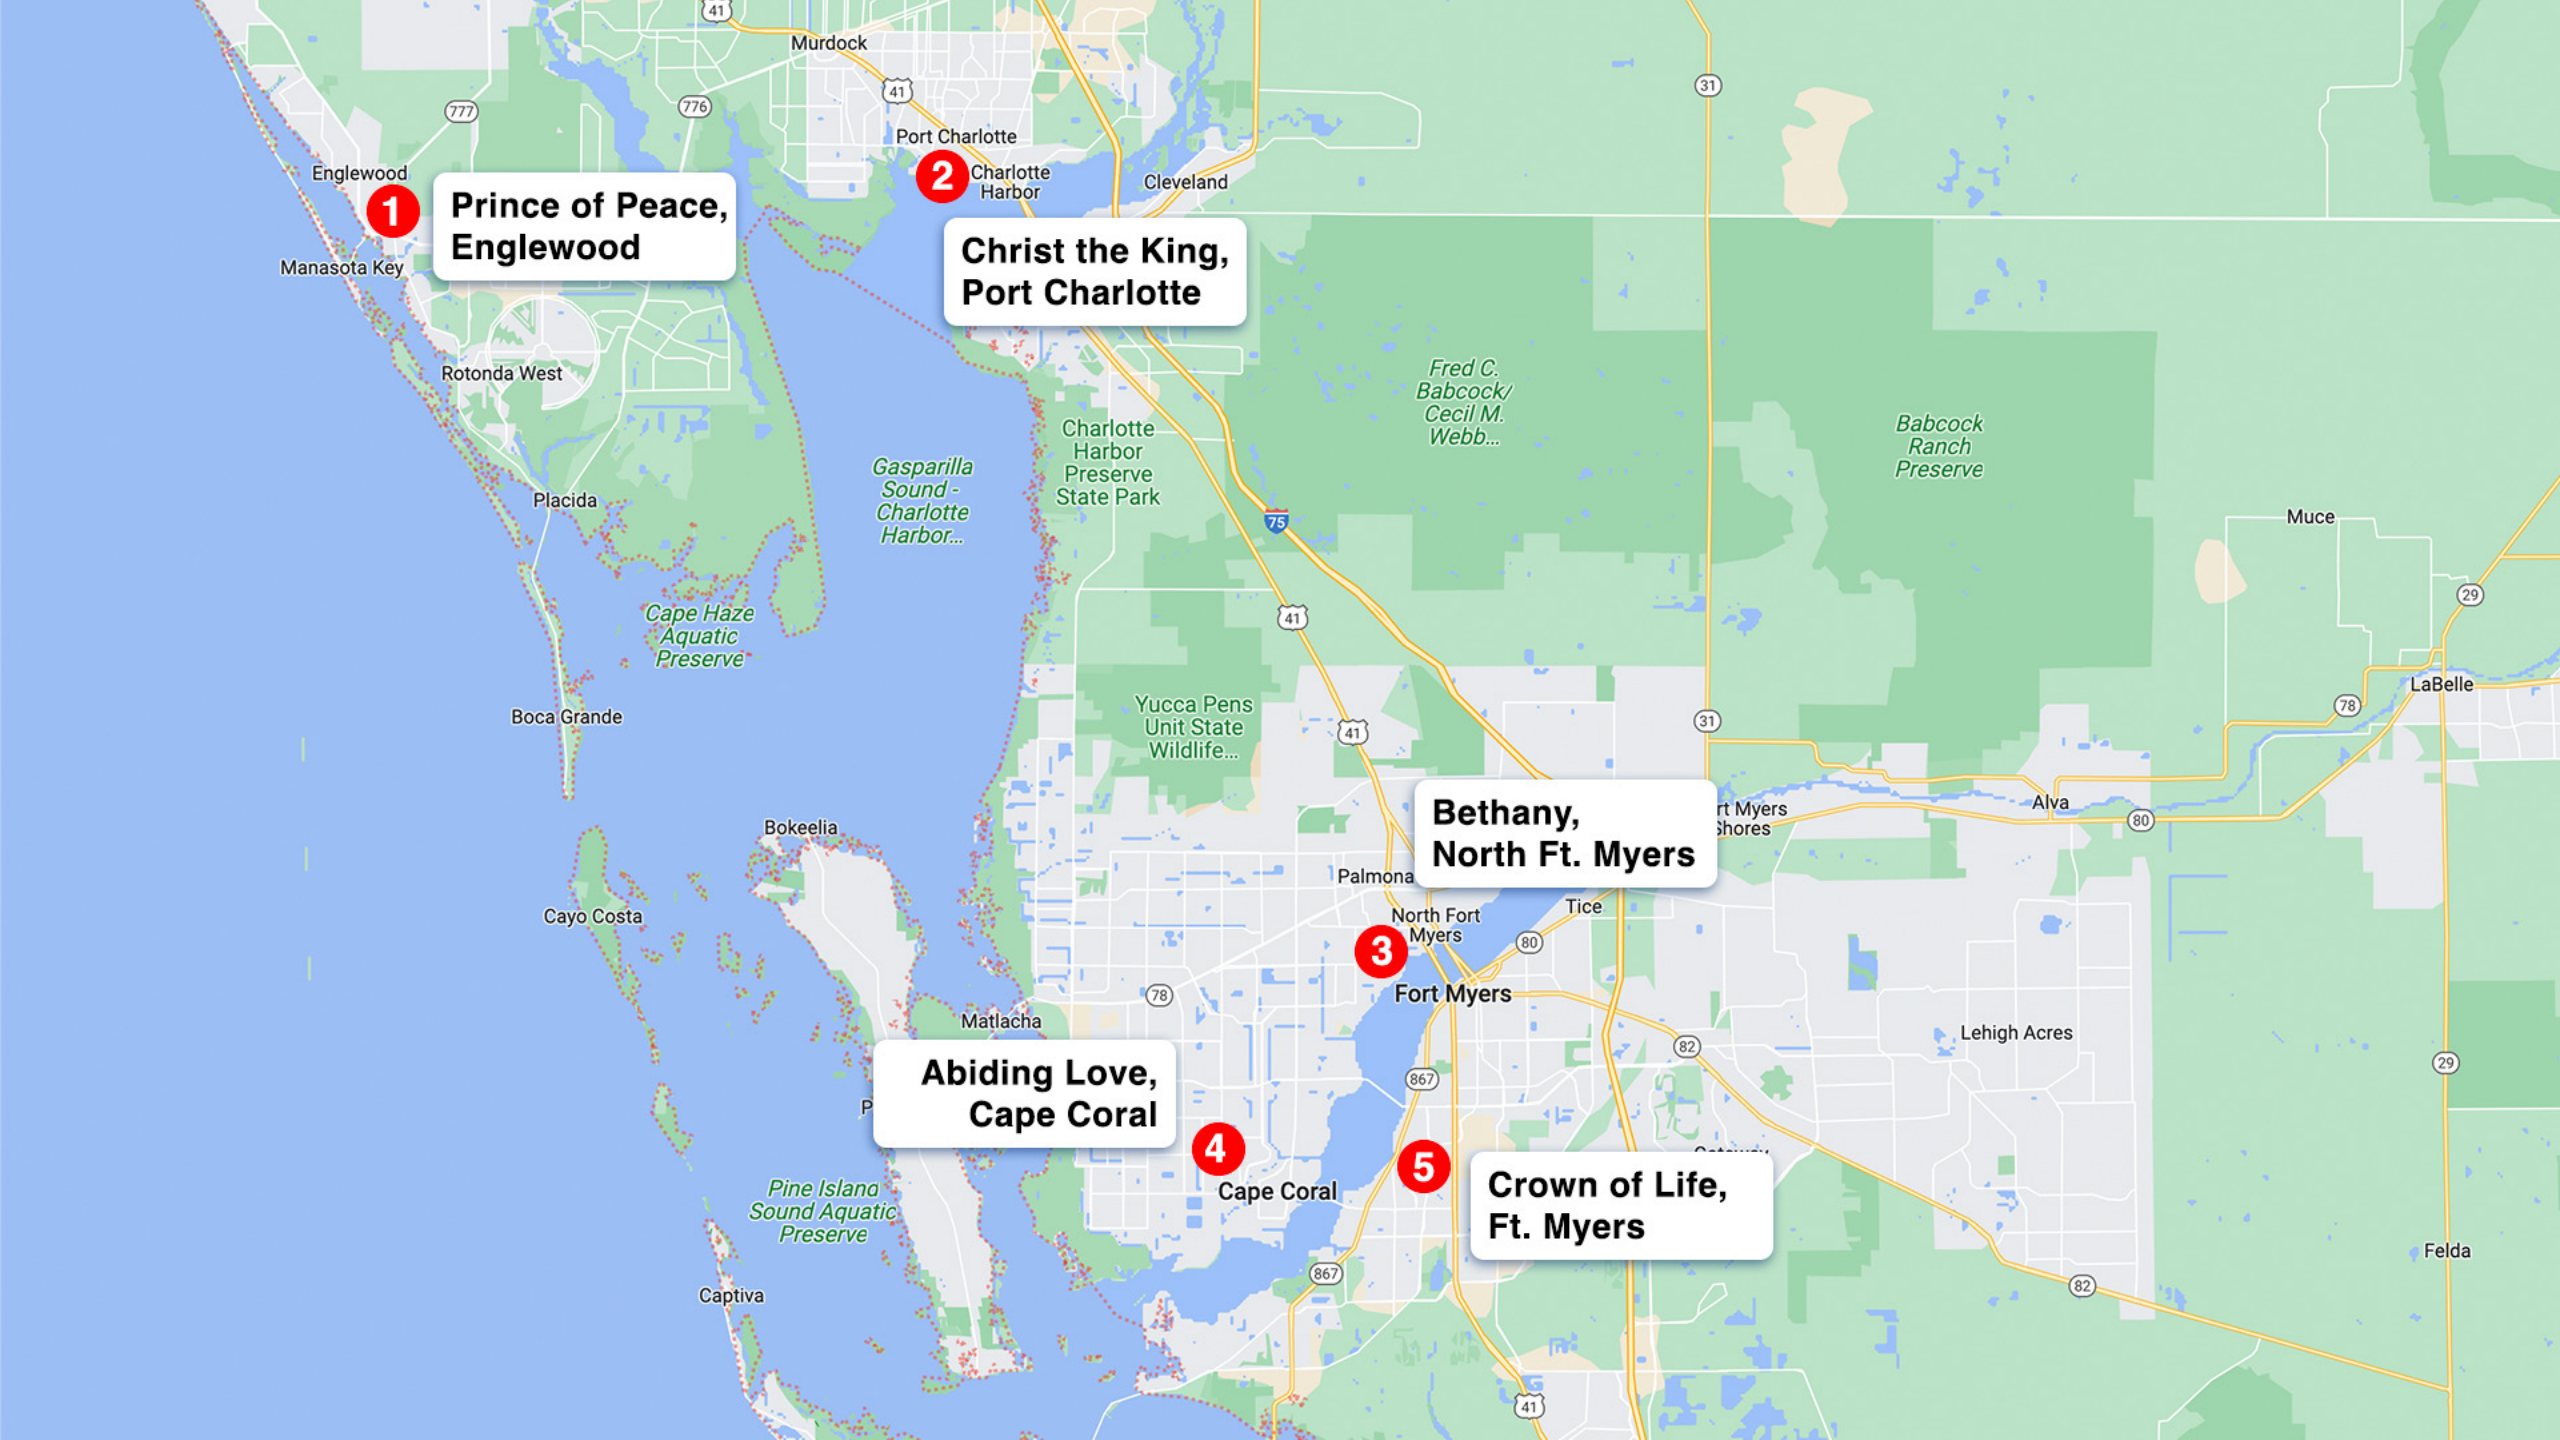 41
Murdock
777
776
41
31
Port Charlotte
Englewood
2
Charlotte
Harbor
Cleveland
1
Prince of Peace,
Englewood
Manasota Key
Christ the King,
Port Charlotte
Rotonda West
Fred C.
Babcock/
Cecil M.
Webb...
Charlotte
Harbor
Preserve
State Park
Babcock
Ranch
Preserve
Gasparilla
Sound -
Charlotte
Harbor...
Placida
75
Muce
29
41
Cape Haze
Aquatic
Preserve
LaBelle
Boca Grande
Yucca Pens
Unit State
Wildlife...
41
31
78
Bethany,
North Ft. Myers
rt Myers
Shores
Alva
80
Bokeelia
Palmona
Cayo Costa
North Fort
Myers
Tice
80
3
Fort Myers
78
Matlacha
Lehigh Acres
82
29
867
Abiding Love,
Cape Coral
P
4
5
Cape Coral
Crown of Life,
Ft. Myers
Pine Island
Sound Aquatic
Preserve
Felda
867
82
Captiva
41